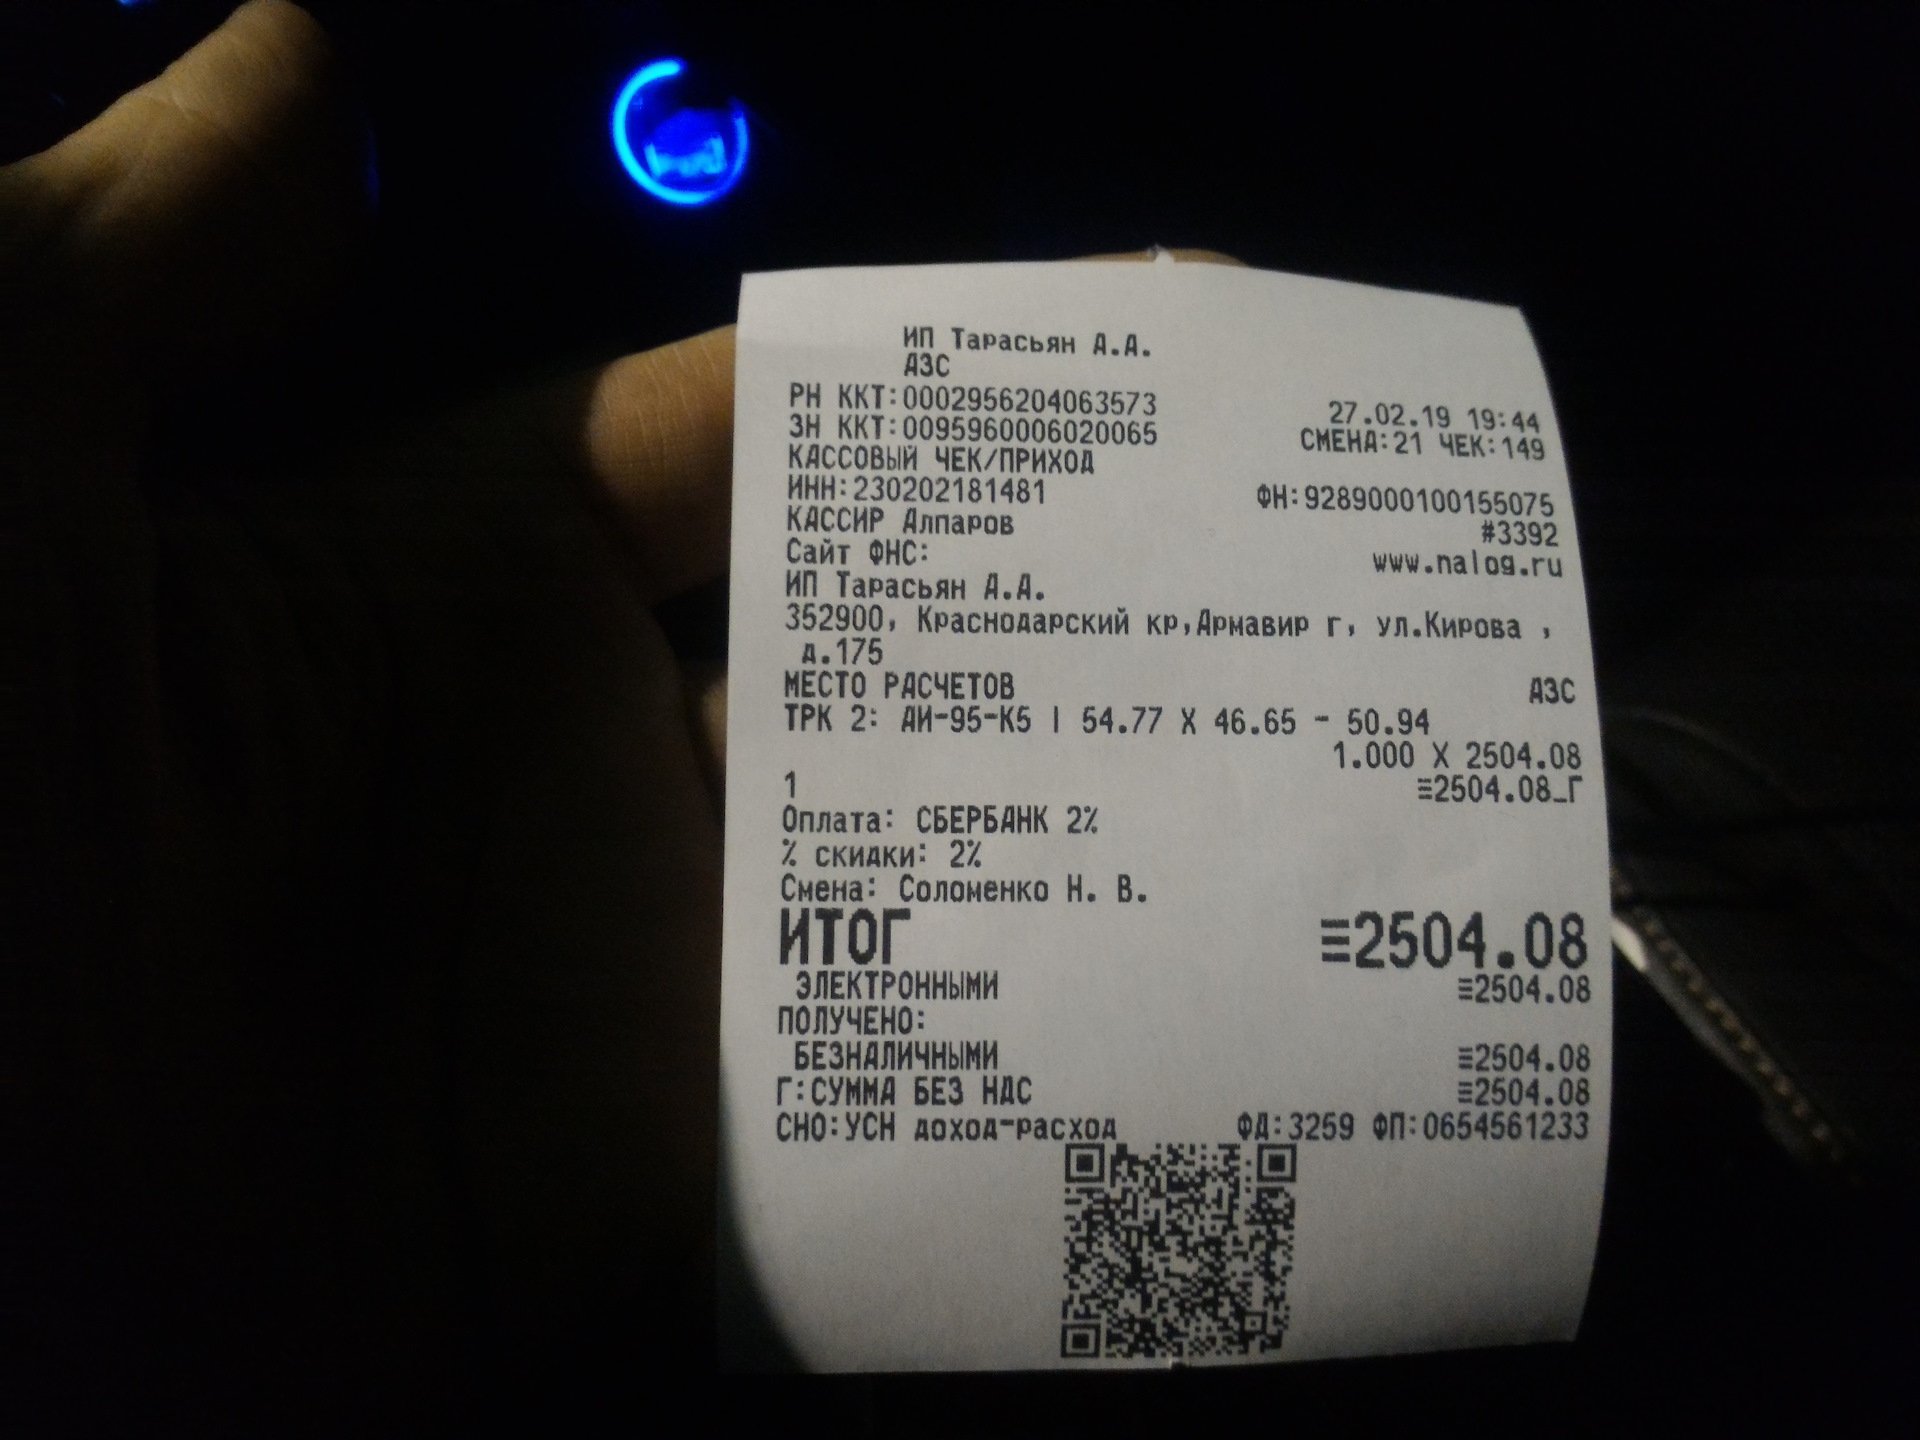 ИП Тарасьян А.А.
АЗС
РН ККТ:0002956204063573 27.02.19 19:44
ЗН ККТ:0095960006020065 СМЕНА:21 ЧЕК:149
КАССОВЫЙ ЧЕК/ПРИХОД
ИНН:230202181481 ФН:9289000100155075
КАССИР Алпаров #3392
Сайт ФНС: www.nalog.ru
ИП Тарасьян А.А.
352900, Краснодарский кр,Армавир г, ул.Кирова ,
д.175
МЕСТО РАСЧЕТОВ АЗС
ТРК 2: АИ-95-К5 | 54.77 X 46.65 - 50.94
1.000 X 2504.08
1 ≡2504.08_Г
Оплата: СБЕРБАНК 2%
% скидки: 2%
Смена: Соломенко Н. В.
ИТОГ ≡2504.08
ЭЛЕКТРОННЫМИ ≡2504.08
ПОЛУЧЕНО:
БЕЗНАЛИЧНЫМИ ≡2504.08
Г:СУММА БЕЗ НДС ≡2504.08
СНО:УСН доход-расход ФД:3259 ФП:0654561233